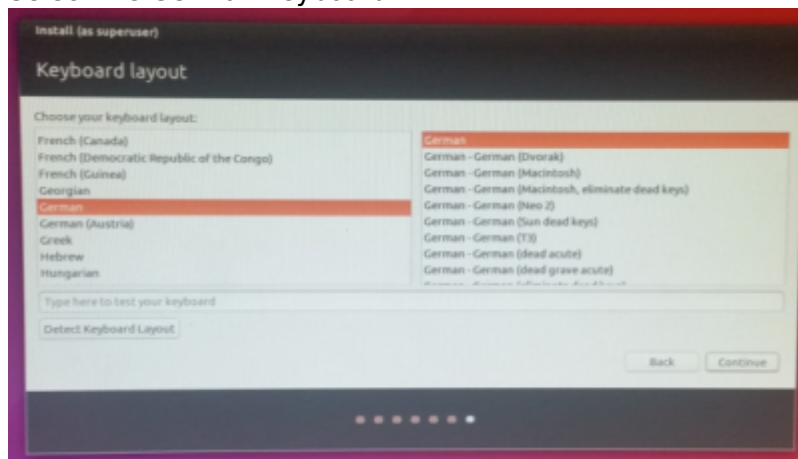 Install (as superuser)
Keyboard layout
Choose your keyboard layout:
French (Canada)
French (Democratic Republic of the Congo)
French (Guinea)
Georgian
German
German (Austria)
Greek
Hebrew
Hungarian
German
German - German (Dvorak)
German - German (Macintosh)
German - German (Macintosh, eliminate dead keys)
German - German (Neo 2)
German - German (Sun dead keys)
German - German (T3)
German - German (dead acute)
German - German (dead grave acute)
Type here to test your keyboard
Detect Keyboard Layout
Back
Continue